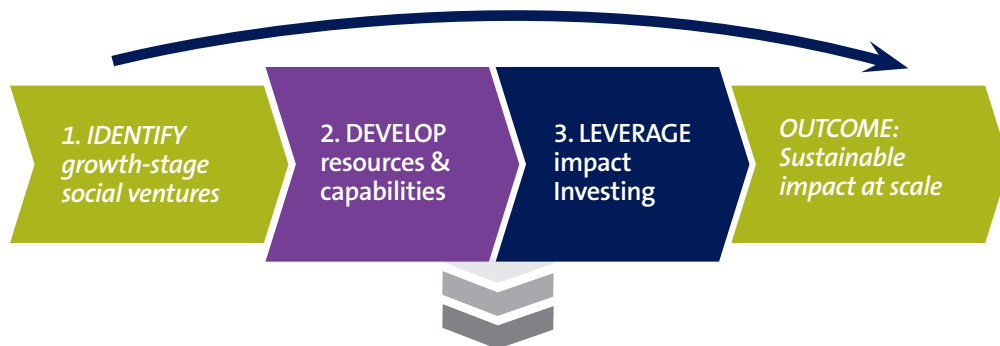 1. IDENTIFY
growth-stage
social ventures
2. DEVELOP
resources &
capabilities
3. LEVERAGE
impact
Investing
OUTCOME:
Sustainable
impact at scale